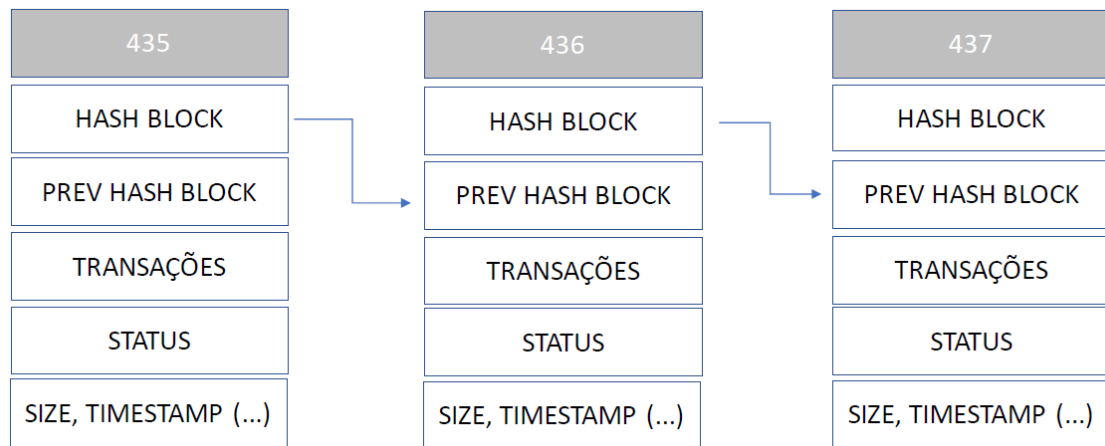 435
HASH BLOCK
PREV HASH BLOCK
TRANSAÇÕES
STATUS
SIZE, TIMESTAMP (...)
436
HASH BLOCK
PREV HASH BLOCK
TRANSAÇÕES
STATUS
SIZE, TIMESTAMP (...)
437
HASH BLOCK
PREV HASH BLOCK
TRANSAÇÕES
STATUS
SIZE, TIMESTAMP (...)